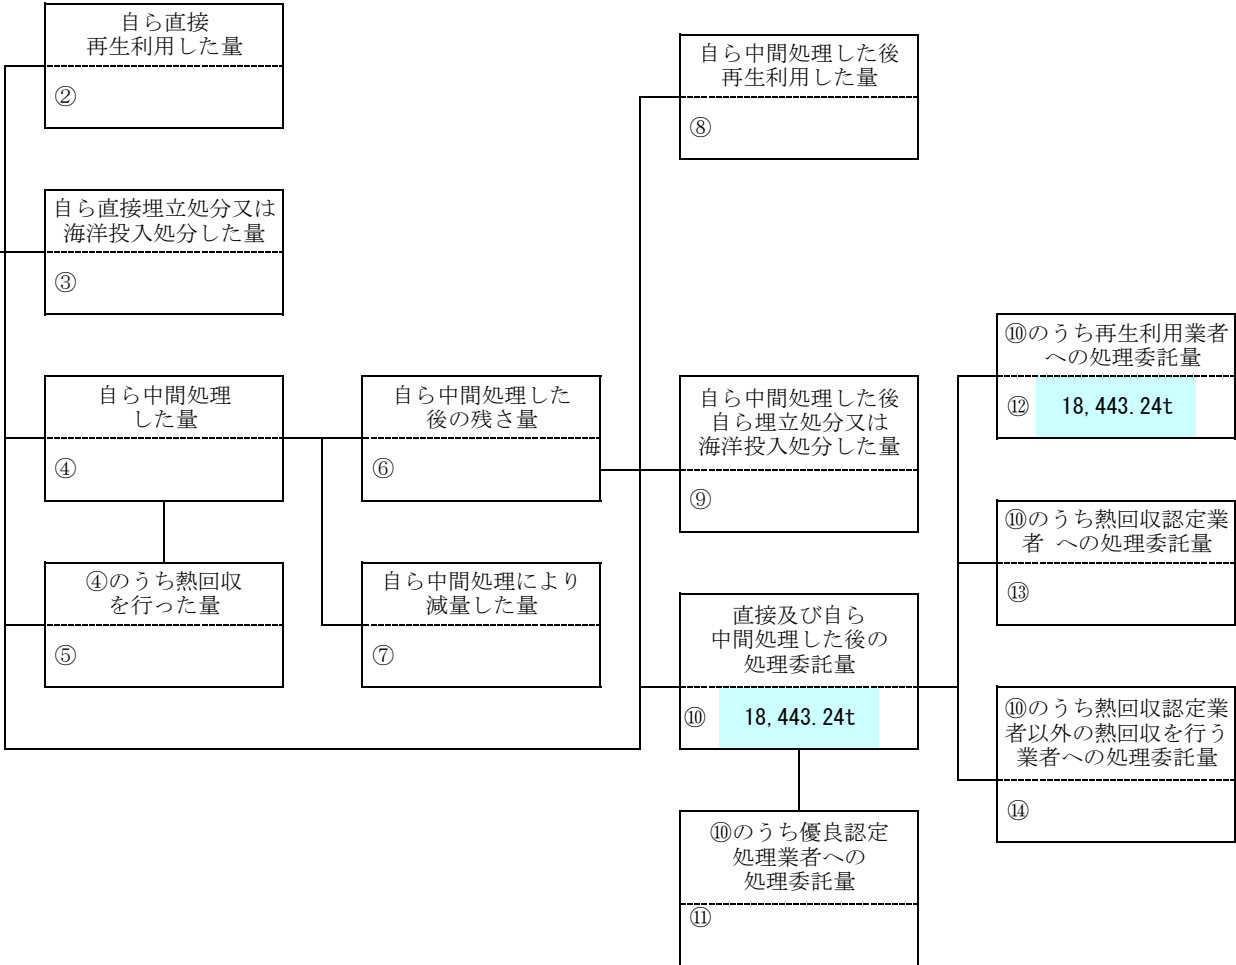 自ら直接
再生利用した量
②
自ら直接埋立処分又は
海洋投入処分した量
③
自ら中間処理
した量
④
④のうち熱回収
を行った量
⑤
自ら中間処理した
後の残さ量
⑥
自ら中間処理により
減量した量
⑦
自ら中間処理した後
再生利用した量
⑧
自ら中間処理した後
自ら埋立処分又は
海洋投入処分した量
⑨
直接及び自ら
中間処理した後の
処理委託量
⑩ 18,443.24t
⑩のうち優良認定
処理業者への
処理委託量
⑪
⑩のうち再生利用業者
への処理委託量
⑫ 18,443.24t
⑩のうち熱回収認定業
者 への処理委託量
⑬
⑩のうち熱回収認定業
者以外の熱回収を行う
業者への処理委託量
⑭